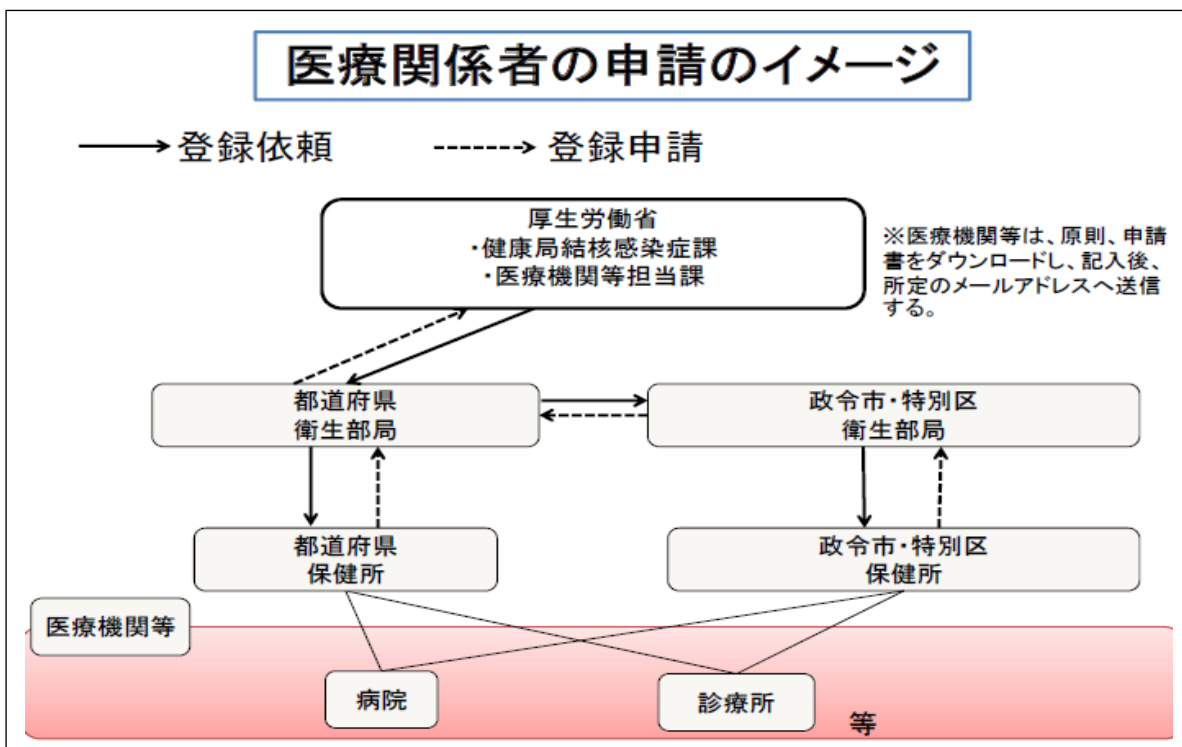 医療関係者の申請のイメージ
登録依頼
登録申請
厚生労働省
・健康局結核感染症課
・医療機関等担当課
※医療機関等は、原則、申請
書をダウンロードし、記入後、
所定のメールアドレスへ送信
する。
都道府県
衛生部局
政令市・特別区
衛生部局
都道府県
保健所
政令市・特別区
保健所
医療機関等
病院
診療所
等